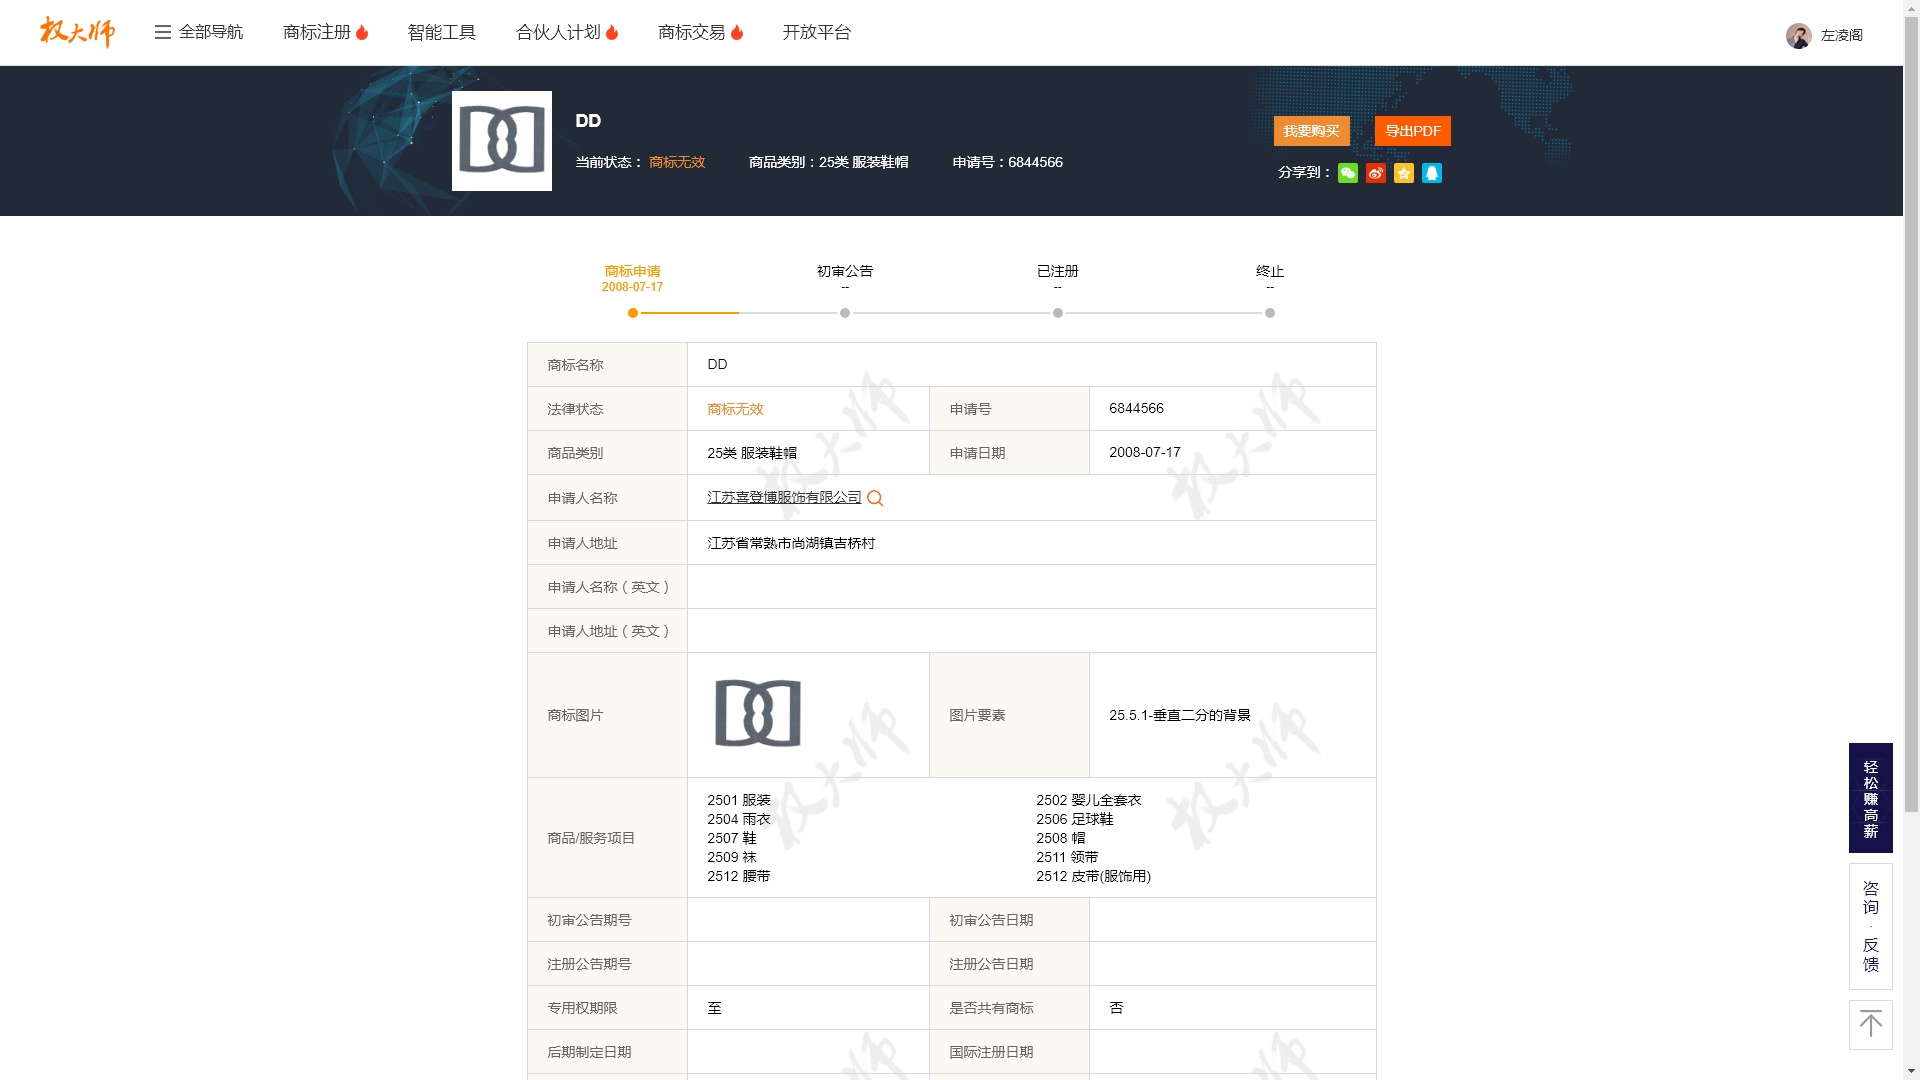 权大师
全部导航
商标注册
智能工具
合伙人计划
商标交易
开放平台
左凌阁
DD
当前状态： 商标无效
商品类别：25类 服装鞋帽
申请号：6844566
我要购买
导出PDF
分享到：
商标申请
2008-07-17
初审公告
--
已注册
--
终止
--
商标名称 DD
法律状态 商标无效 申请号 6844566
商品类别 25类 服装鞋帽 申请日期 2008-07-17
申请人名称 江苏喜登博服饰有限公司
申请人地址 江苏省常熟市尚湖镇吉桥村
申请人名称（英文）
申请人地址（英文）
商标图片 图片要素 25.5.1-垂直二分的背景
商品/服务项目
2501 服装 2502 婴儿全套衣
2504 雨衣 2506 足球鞋
2507 鞋 2508 帽
2509 袜 2511 领带
2512 腰带 2512 皮带(服饰用)
初审公告期号 初审公告日期
注册公告期号 注册公告日期
专用权期限 至 是否共有商标 否
后期制定日期 国际注册日期
轻松赚高薪
咨询·反馈